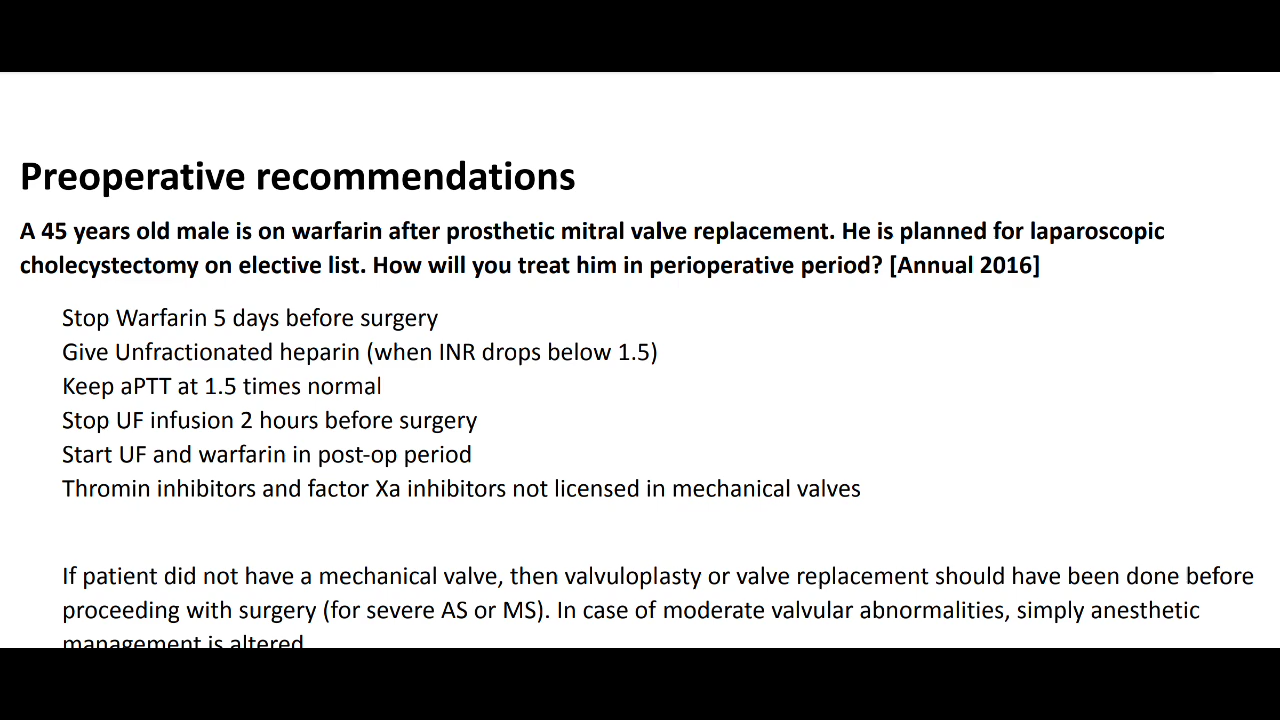 Preoperative recommendations
A 45 years old male is on warfarin after prosthetic mitral valve replacement. He is planned for laparoscopic
cholecystectomy on elective list. How will you treat him in perioperative period? [Annual 2016]
Stop Warfarin 5 days before surgery
Give Unfractionated heparin (when INR drops below 1.5)
Keep aPTT at 1.5 times normal
Stop UF infusion 2 hours before surgery
Start UF and warfarin in post-op period
Thromin inhibitors and factor Xa inhibitors not licensed in mechanical valves
If patient did not have a mechanical valve, then valvuloplasty or valve replacement should have been done before
proceeding with surgery (for severe AS or MS). In case of moderate valvular abnormalities, simply anesthetic
management is altered